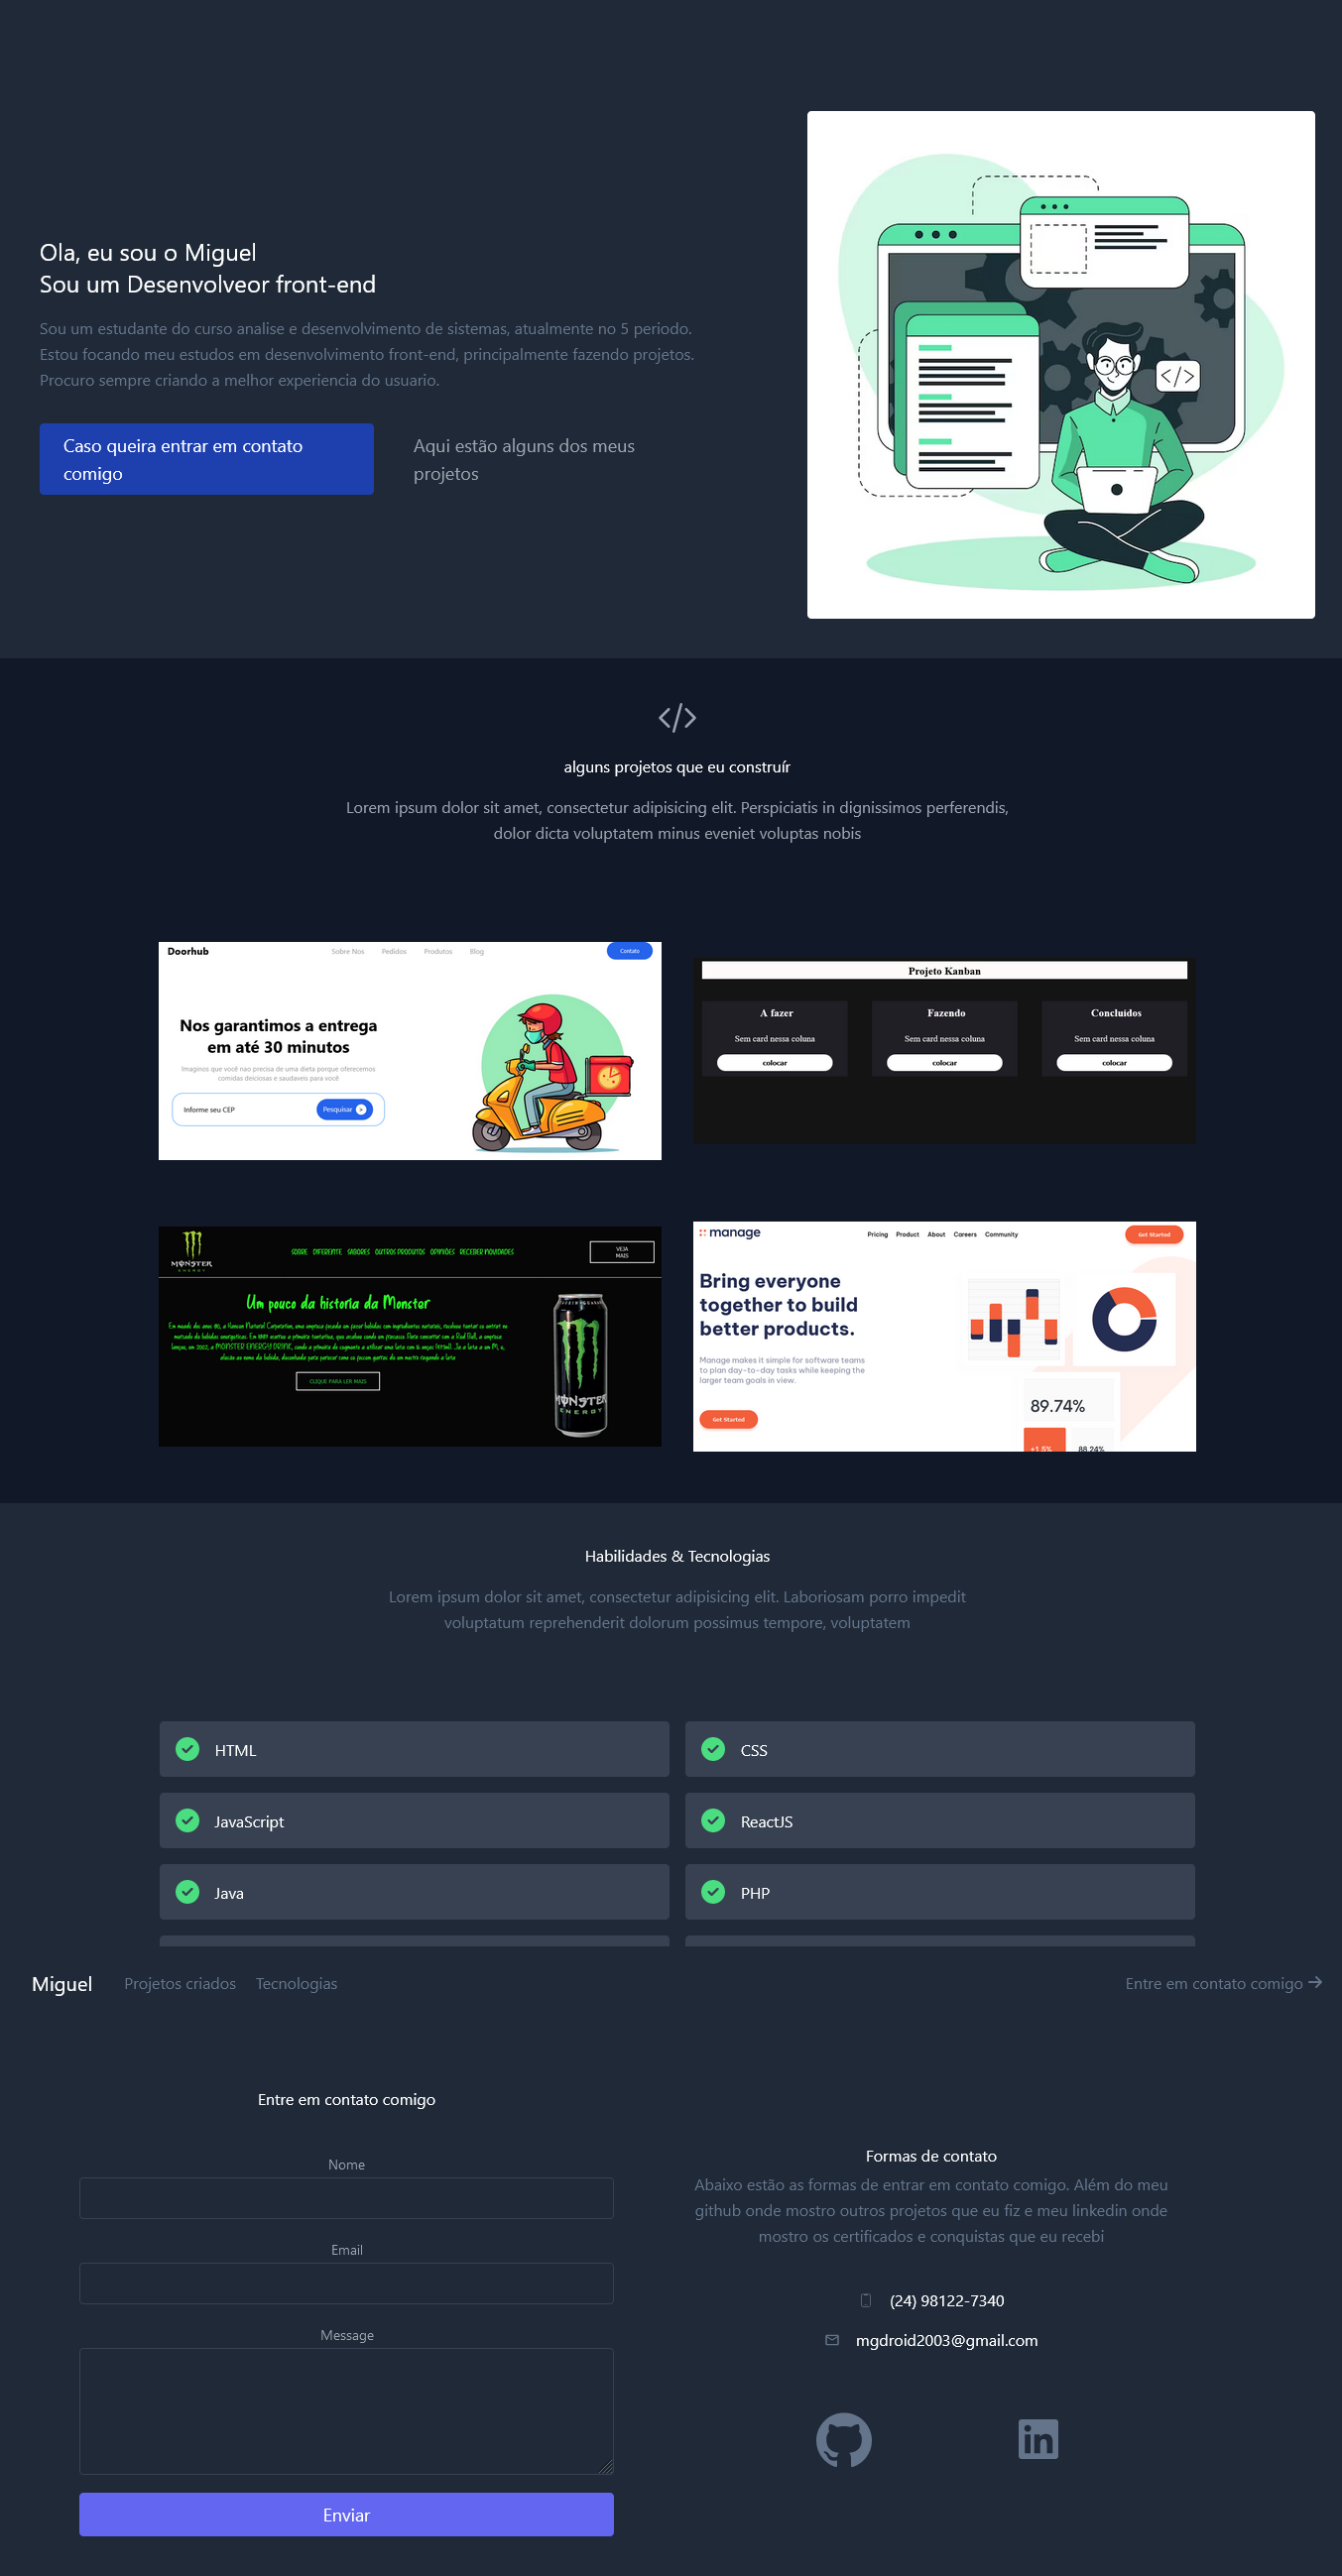 Ola, eu sou o Miguel
Sou um Desenvolveor front-end
Sou um estudante do curso analise e desenvolvimento de sistemas, atualmente no 5 periodo.
Estou focando meu estudos em desenvolvimento front-end, principalmente fazendo projetos.
Procuro sempre criando a melhor experiencia do usuario.
Caso queira entrar em contato
comigo
Aqui estão alguns dos meus
projetos
alguns projetos que eu construír
Lorem ipsum dolor sit amet, consectetur adipisicing elit. Perspiciatis in dignissimos perferendis,
dolor dicta voluptatem minus eveniet voluptas nobis
Doorhub
Sobre Nos Pedidos Produtos Blog
Contato
Nos garantimos a entrega
em até 30 minutos
Imaginos que você nao precisa de uma dieta porque oferecemos
comidas deiciosas e saudaveis para você
Informe seu CEP
Pesquisar
Projeto Kanban
A fazer
Sem card nessa coluna
colocar
Fazendo
Sem card nessa coluna
colocar
Concluidos
Sem card nessa coluna
colocar
MONSTER
ENERGY
SOBRE DIFERENTE SABORES OUTROS PRODUTOS OPINIÕES RECEBER NOVIDADES
VEJA
MAIS
Um pouco da historia da Monster
CLIQUE PARA LER MAIS
MONSTER
ENERGY
manage
Pricing Product About Careers Community
Get Started
Bring everyone
together to build
better products.
Manage makes it simple for software teams
to plan day-to-day tasks while keeping the
larger team goals in view.
Get Started
89.74%
+1.5%
88.24%
Habilidades & Tecnologias
Lorem ipsum dolor sit amet, consectetur adipisicing elit. Laboriosam porro impedit
voluptatum reprehenderit dolorum possimus tempore, voluptatem
HTML
CSS
JavaScript
ReactJS
Java
PHP
Miguel
Projetos criados
Tecnologias
Entre em contato comigo
Entre em contato comigo
Nome
Email
Message
Enviar
Formas de contato
Abaixo estão as formas de entrar em contato comigo. Além do meu
github onde mostro outros projetos que eu fiz e meu linkedin onde
mostro os certificados e conquistas que eu recebi
(24) 98122-7340
mgdroid2003@gmail.com
in